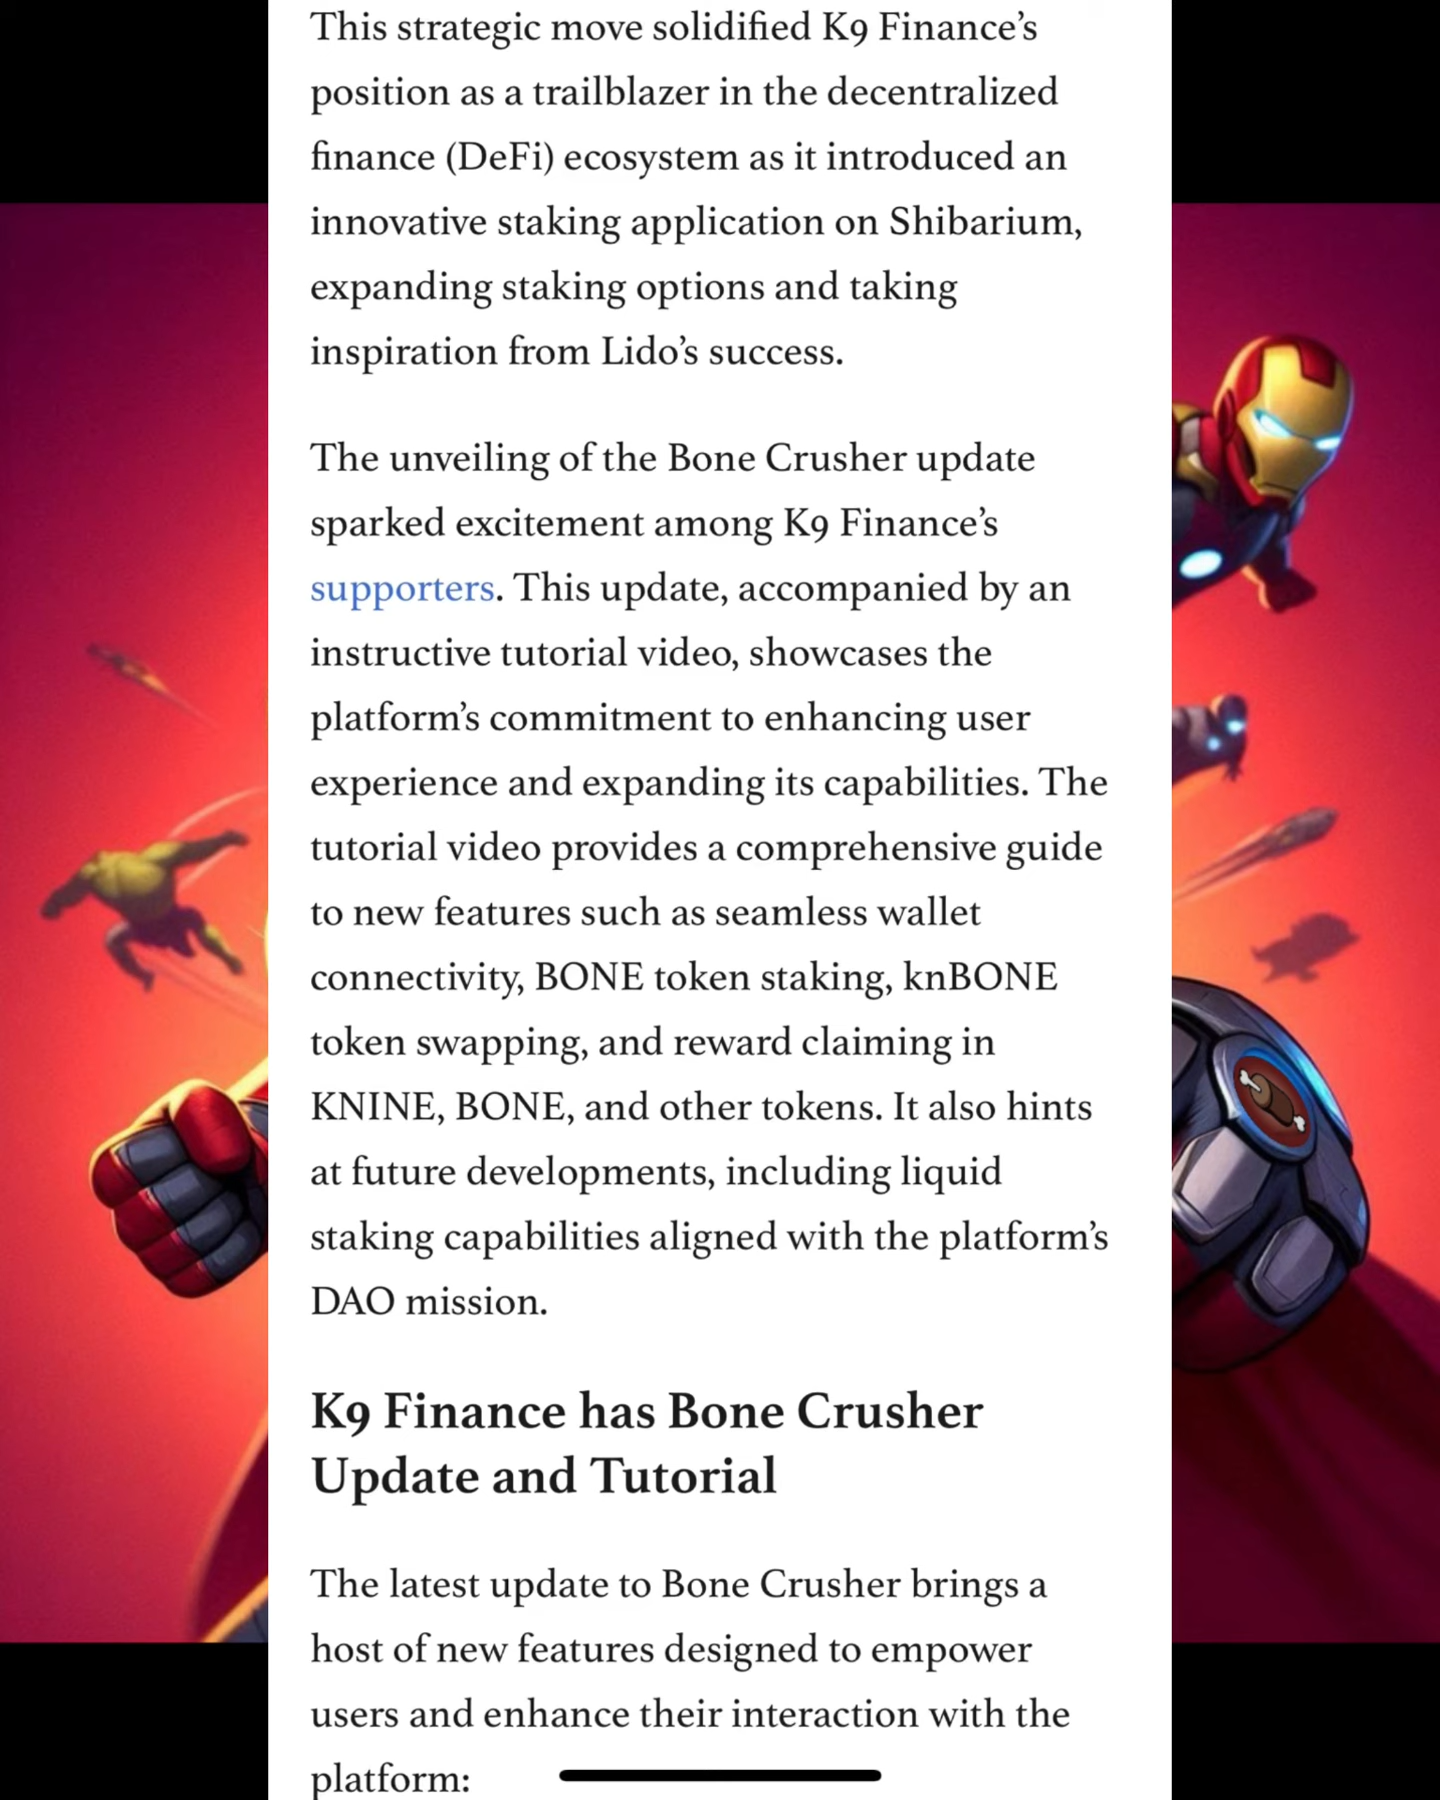 This strategic move solidified K9 Finance’s
position as a trailblazer in the decentralized
finance (DeFi) ecosystem as it introduced an
innovative staking application on Shibarium,
expanding staking options and taking
inspiration from Lido’s success.
The unveiling of the Bone Crusher update
sparked excitement among K9 Finance’s
supporters. This update, accompanied by an
instructive tutorial video, showcases the
platform’s commitment to enhancing user
experience and expanding its capabilities. The
tutorial video provides a comprehensive guide
to new features such as seamless wallet
connectivity, BONE token staking, knBONE
token swapping, and reward claiming in
KNINE, BONE, and other tokens. It also hints
at future developments, including liquid
staking capabilities aligned with the platform’s
DAO mission.
K9 Finance has Bone Crusher
Update and Tutorial
The latest update to Bone Crusher brings a
host of new features designed to empower
users and enhance their interaction with the
platform: